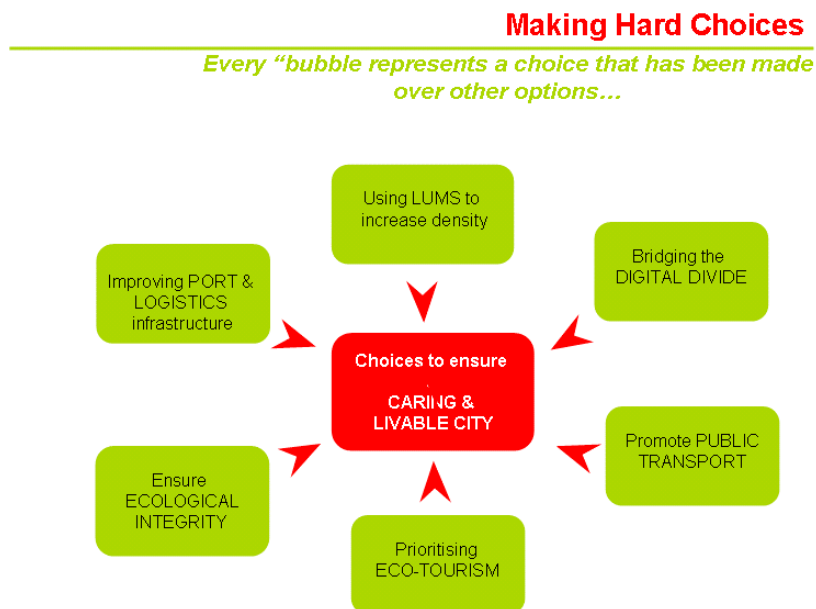 Making Hard Choices
Every “bubble represents a choice that has been made
over other options…
Using LUMS to
increase density
Bridging the
DIGITAL DIVIDE
Improving PORT &
LOGISTICS
infrastructure
Choices to ensure
.
CARING &
LIVABLE CITY
Promote PUBLIC
TRANSPORT
Ensure
ECOLOGICAL
INTEGRITY
Prioritising
ECO-TOURISM